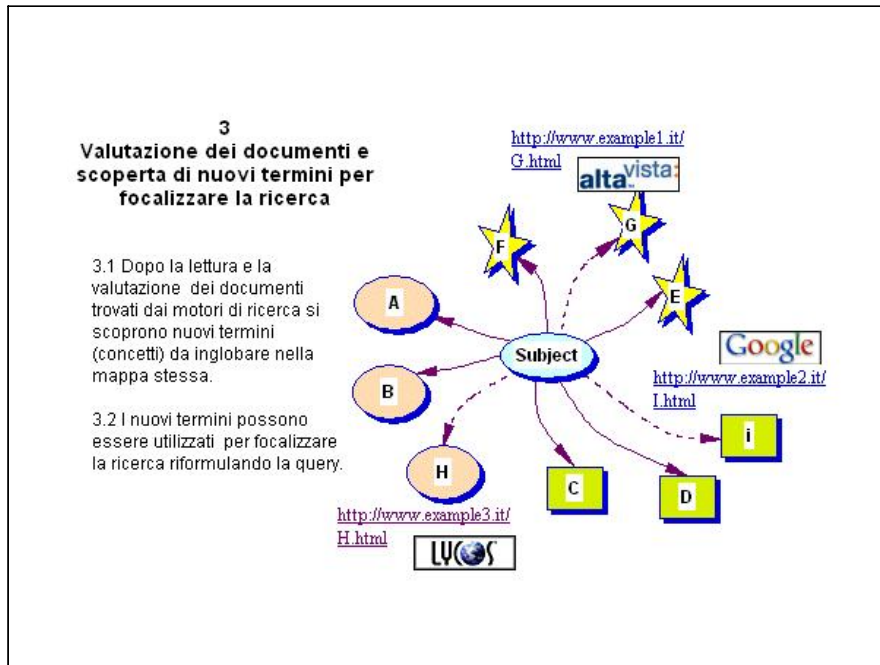 3
Valutazione dei documenti e
scoperta di nuovi termini per
focalizzare la ricerca
3.1 Dopo la lettura e la
valutazione dei documenti
trovati dai motori di ricerca si
scoprono nuovi termini
(concetti) da inglobare nella
mappa stessa.
3.2 I nuovi termini possono
essere utilizzati per focalizzare
la ricerca riformulando la query.
http://www.example1.it/
G.html
altavista:
F
G
E
A
Subject
Google
http://www.example2.it/
I.html
B
i
H
C
D
http://www.example3.it/
H.html
LYCOS